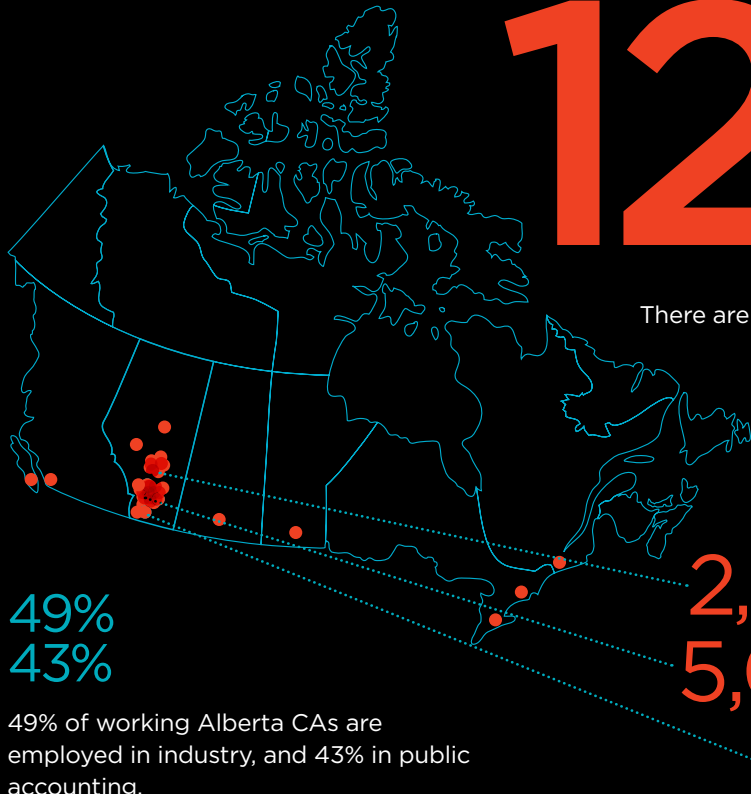 12
There are
2,
5,
49%
43%
49% of working Alberta CAs are
employed in industry, and 43% in public
accounting.